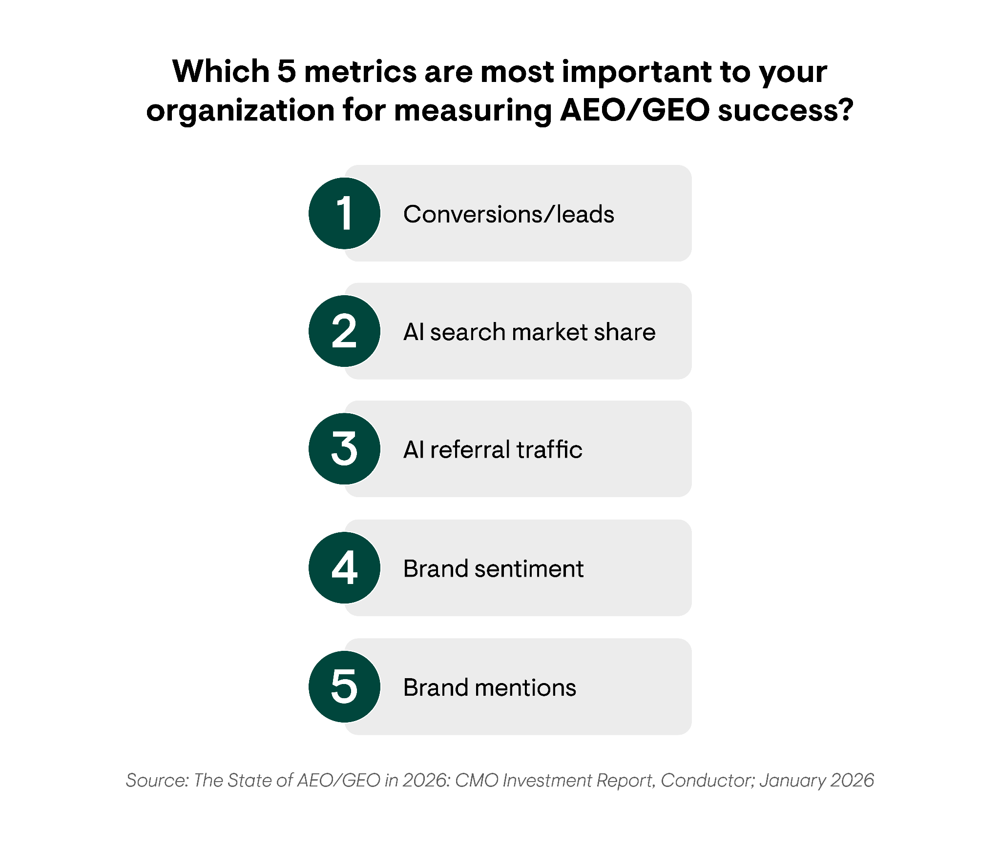 Which 5 metrics are most important to your
organization for measuring AEO/GEO success?
1
Conversions/leads
2
AI search market share
3
AI referral traffic
4
Brand sentiment
5
Brand mentions
Source: The State of AEO/GEO in 2026: CMO Investment Report, Conductor; January 2026